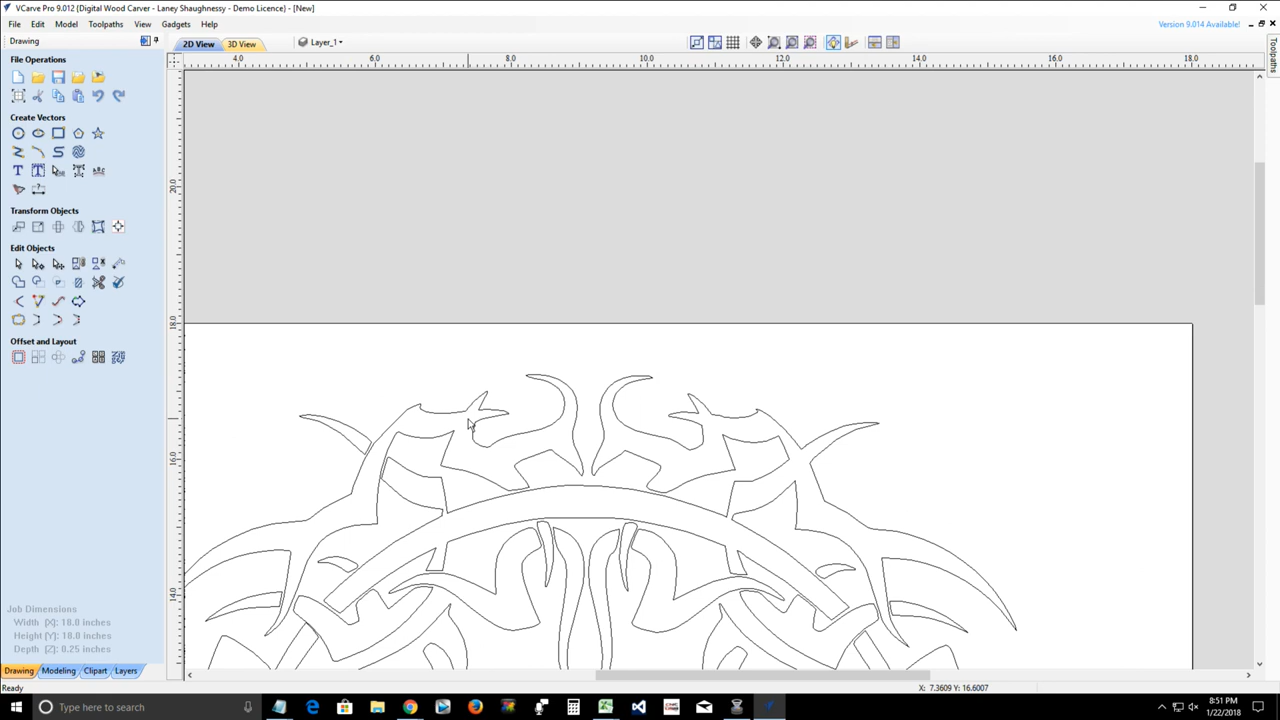 VCarve Pro 9.012 {Digital Wood Carver - Laney Shaughnessy - Demo Licence} - [New]
File Edit Model Toolpaths View Gadgets Help
Version 9.014 Available!
Drawing
2D View 3D View Layer_1
Toolpaths
4.0 6.0 8.0 10.0 12.0 14.0 16.0 18.0
File Operations
Create Vectors
Transform Objects
Edit Objects
Offset and Layout
20.0
18.0
16.0
14.0
Job Dimensions
Width (X): 18.0 inches
Height (Y): 18.0 inches
Depth (Z): 0.25 inches
Drawing Modeling Clipart Layers
Ready
X: 7.3609 Y: 16.6007
Type here to search
8:51 PM
1/22/2018